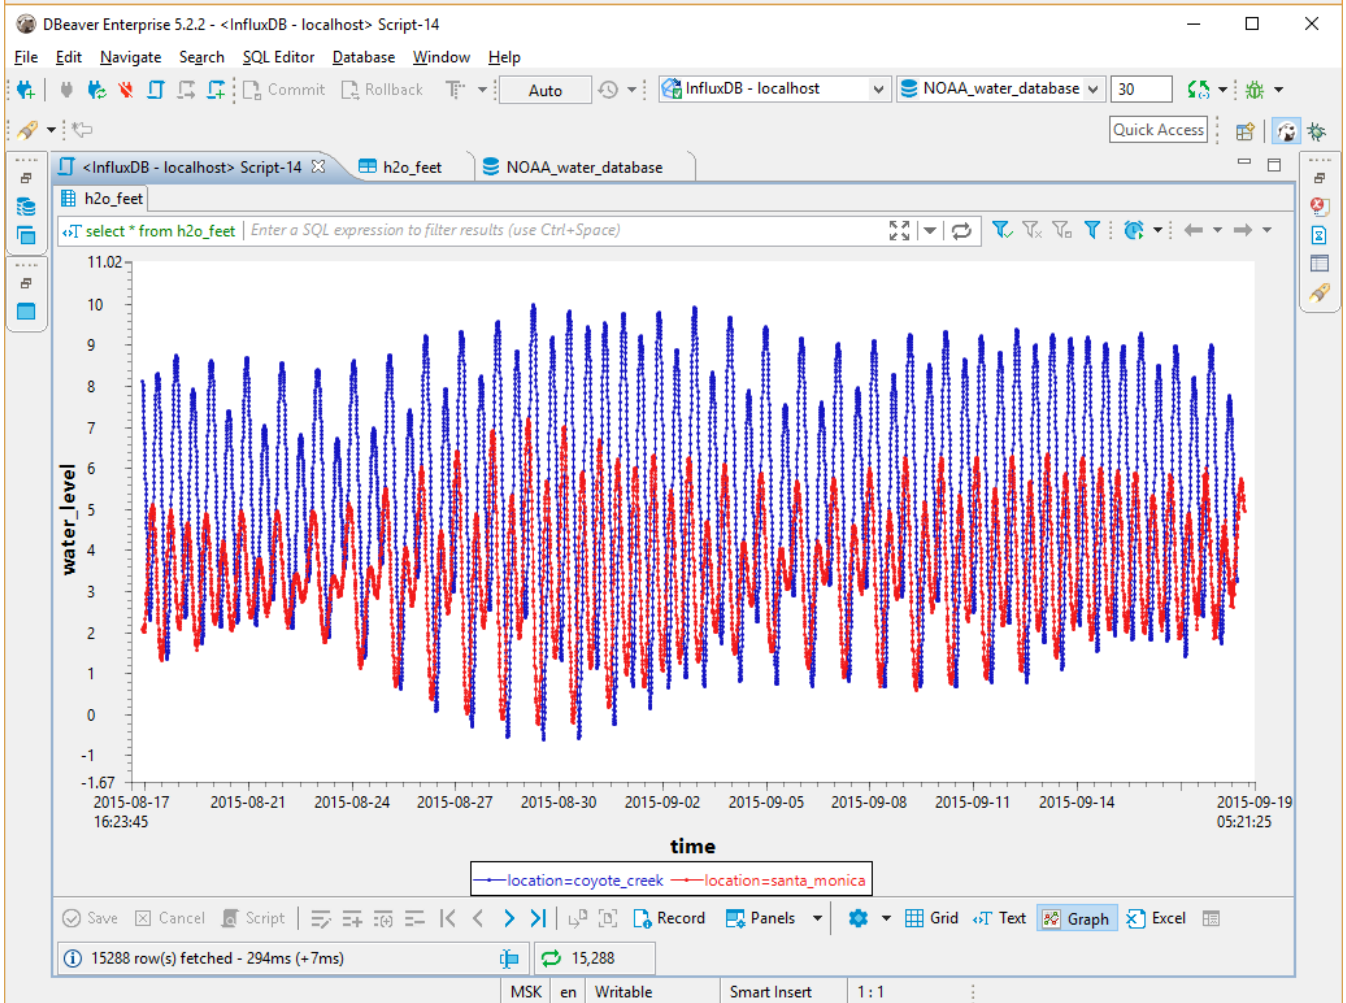 DBeaver Enterprise 5.2.2 - <InfluxDB - localhost> Script-14
File Edit Navigate Search SQL Editor Database Window Help
Commit Rollback Auto InfluxDB - localhost NOAA_water_database 30
Quick Access
<InfluxDB - localhost> Script-14 h2o_feet NOAA_water_database
h2o_feet
select * from h2o_feet Enter a SQL expression to filter results (use Ctrl+Space)
11.02
10
9
8
7
6
5
4
3
2
1
0
-1
-1.67
water_level
2015-08-17 2015-08-21 2015-08-24 2015-08-27 2015-08-30 2015-09-02 2015-09-05 2015-09-08 2015-09-11 2015-09-14 2015-09-19
16:23:45 05:21:25
time
location=coyote_creek location=santa_monica
Save Cancel Script Record Panels Grid Text Graph Excel
15288 row(s) fetched - 294ms (+7ms) 15,288
MSK en Writable Smart Insert 1 : 1